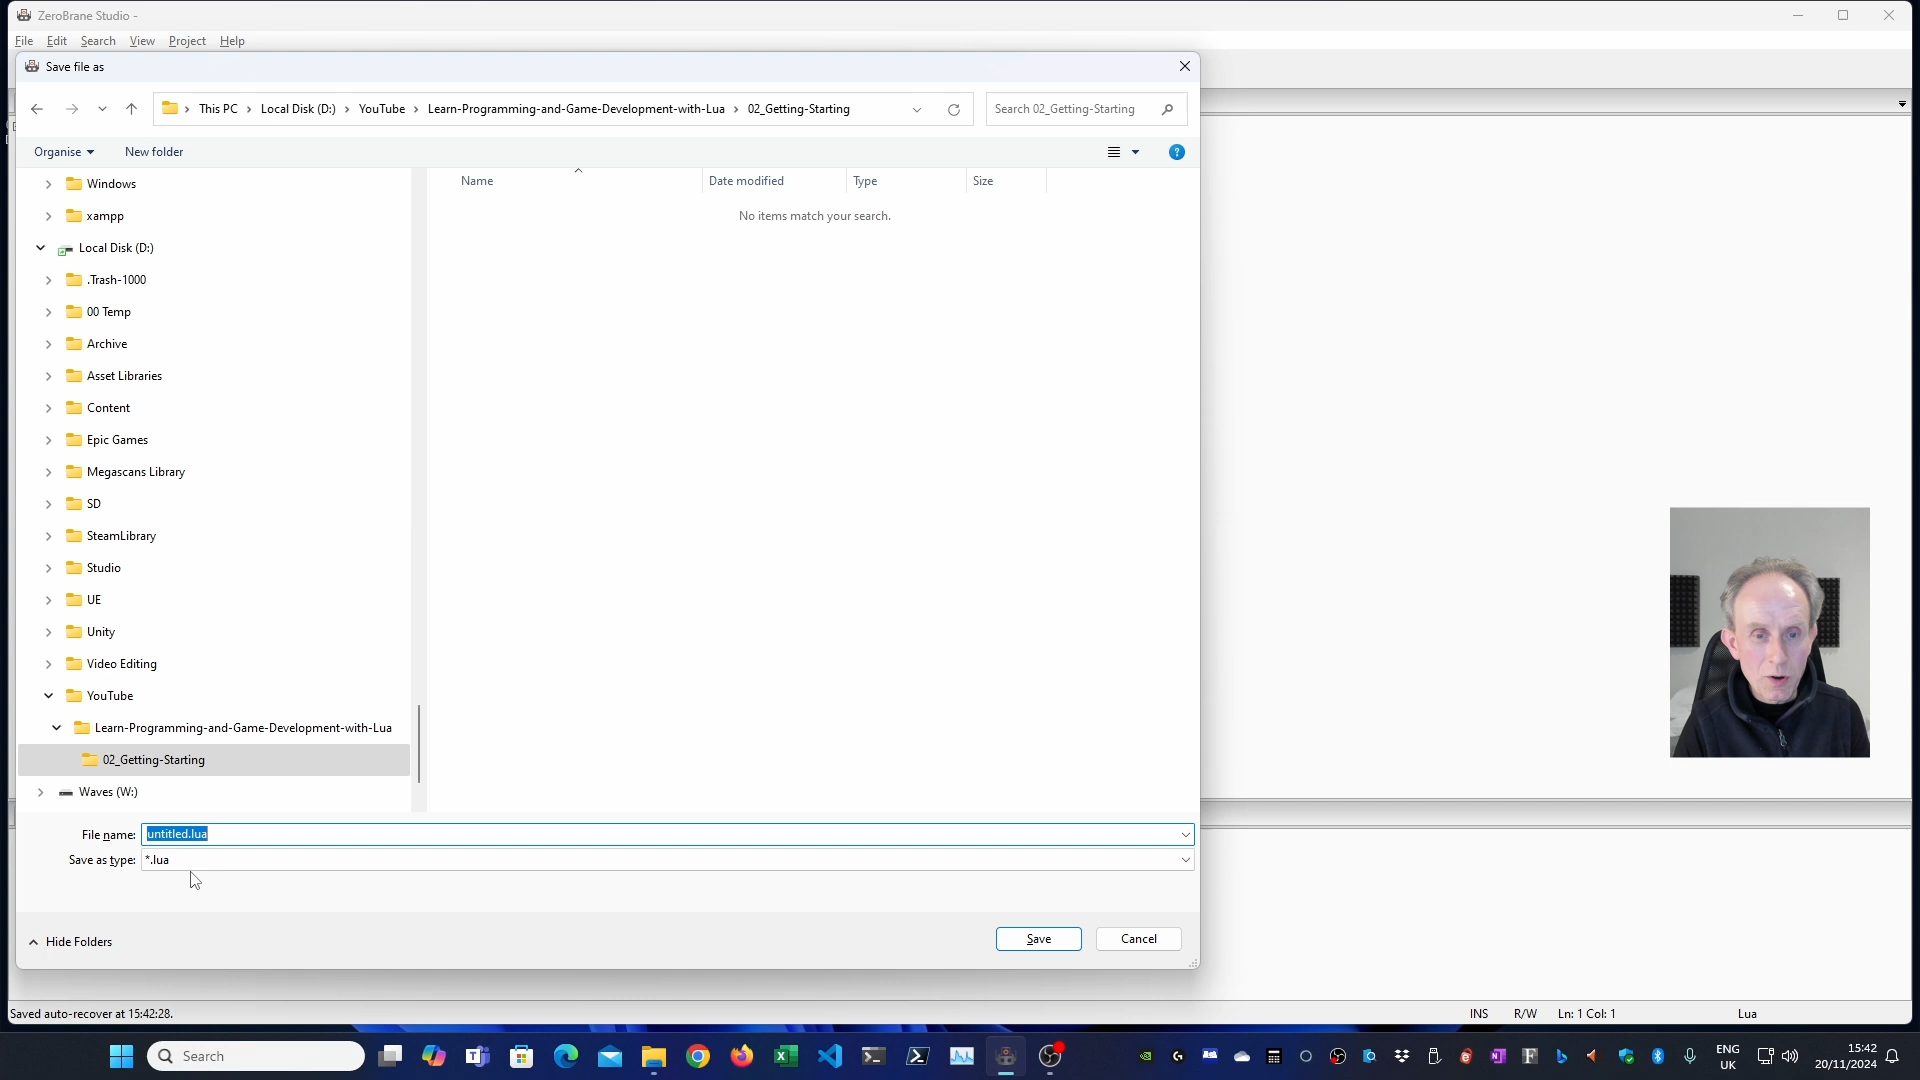 ZeroBrane Studio -
File Edit Search View Project Help
Save file as
This PC Local Disk (D:) YouTube Learn-Programming-and-Game-Development-with-Lua 02_Getting-Starting
Search 02_Getting-Starting
Organise New folder
Name Date modified Type Size
No items match your search.
Windows
xampp
Local Disk (D:)
.Trash-1000
00 Temp
Archive
Asset Libraries
Content
Epic Games
Megascans Library
SD
SteamLibrary
Studio
UE
Unity
Video Editing
YouTube
Learn-Programming-and-Game-Development-with-Lua
02_Getting-Starting
Waves (W:)
File name: untitled.lua
Save as type: *.lua
Hide Folders
Save Cancel
Saved auto-recover at 15:42:28.
INS R/W Ln: 1 Col: 1 Lua
Search
ENG
UK
15:42
20/11/2024